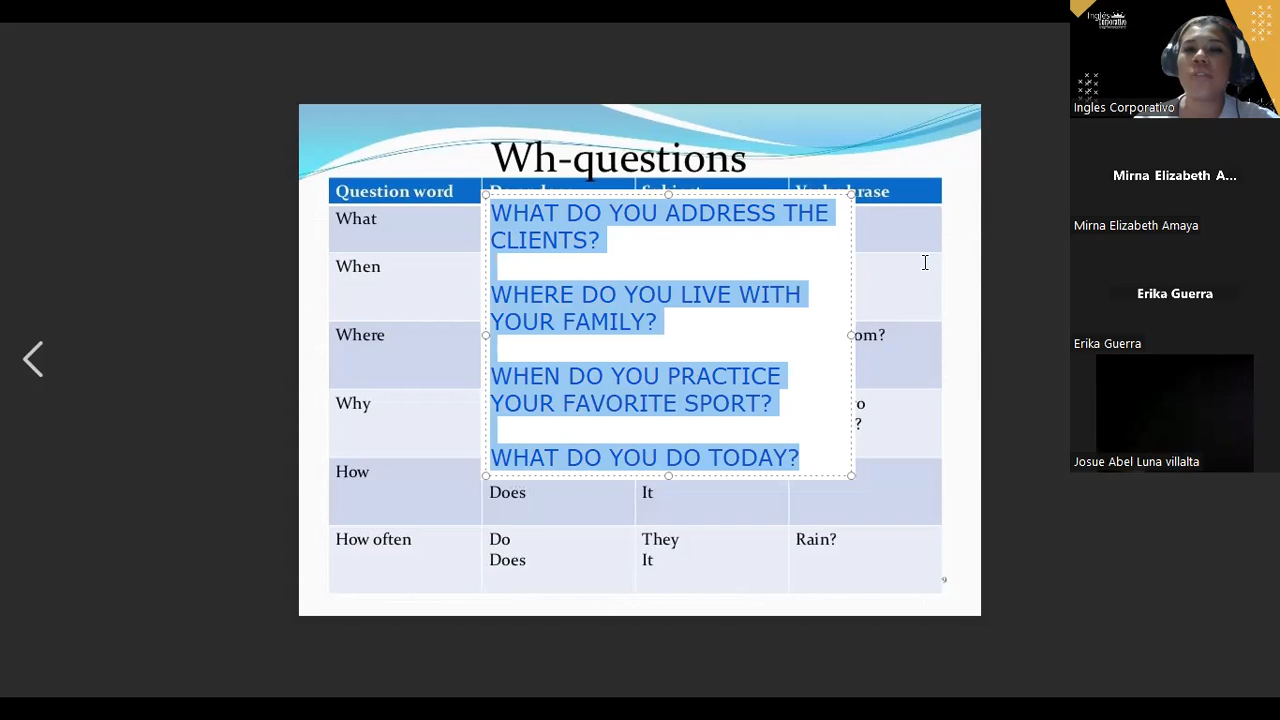 Wh-questions
Question word
What
When
Where
Why
How
How often
WHAT DO YOU ADDRESS THE
CLIENTS?
WHERE DO YOU LIVE WITH
YOUR FAMILY?
WHEN DO YOU PRACTICE
YOUR FAVORITE SPORT?
WHAT DO YOU DO TODAY?
Does
It
Do
They
Rain?
Does
It
9
Inglés
Corporativo
Ingles Corporativo
Mirna Elizabeth A...
Mirna Elizabeth Amaya
Erika Guerra
Erika Guerra
Josue Abel Luna villalta